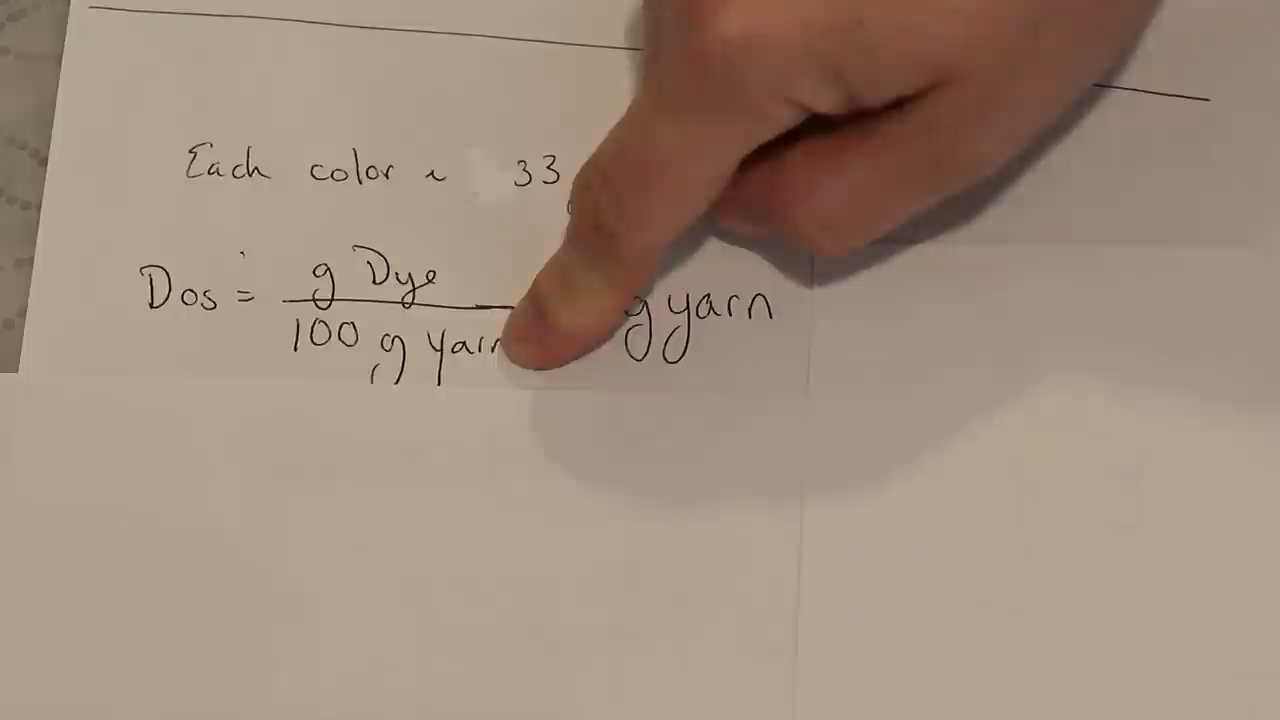 Each color ~ 33
Dos = g Dye
100 g yarn g yarn